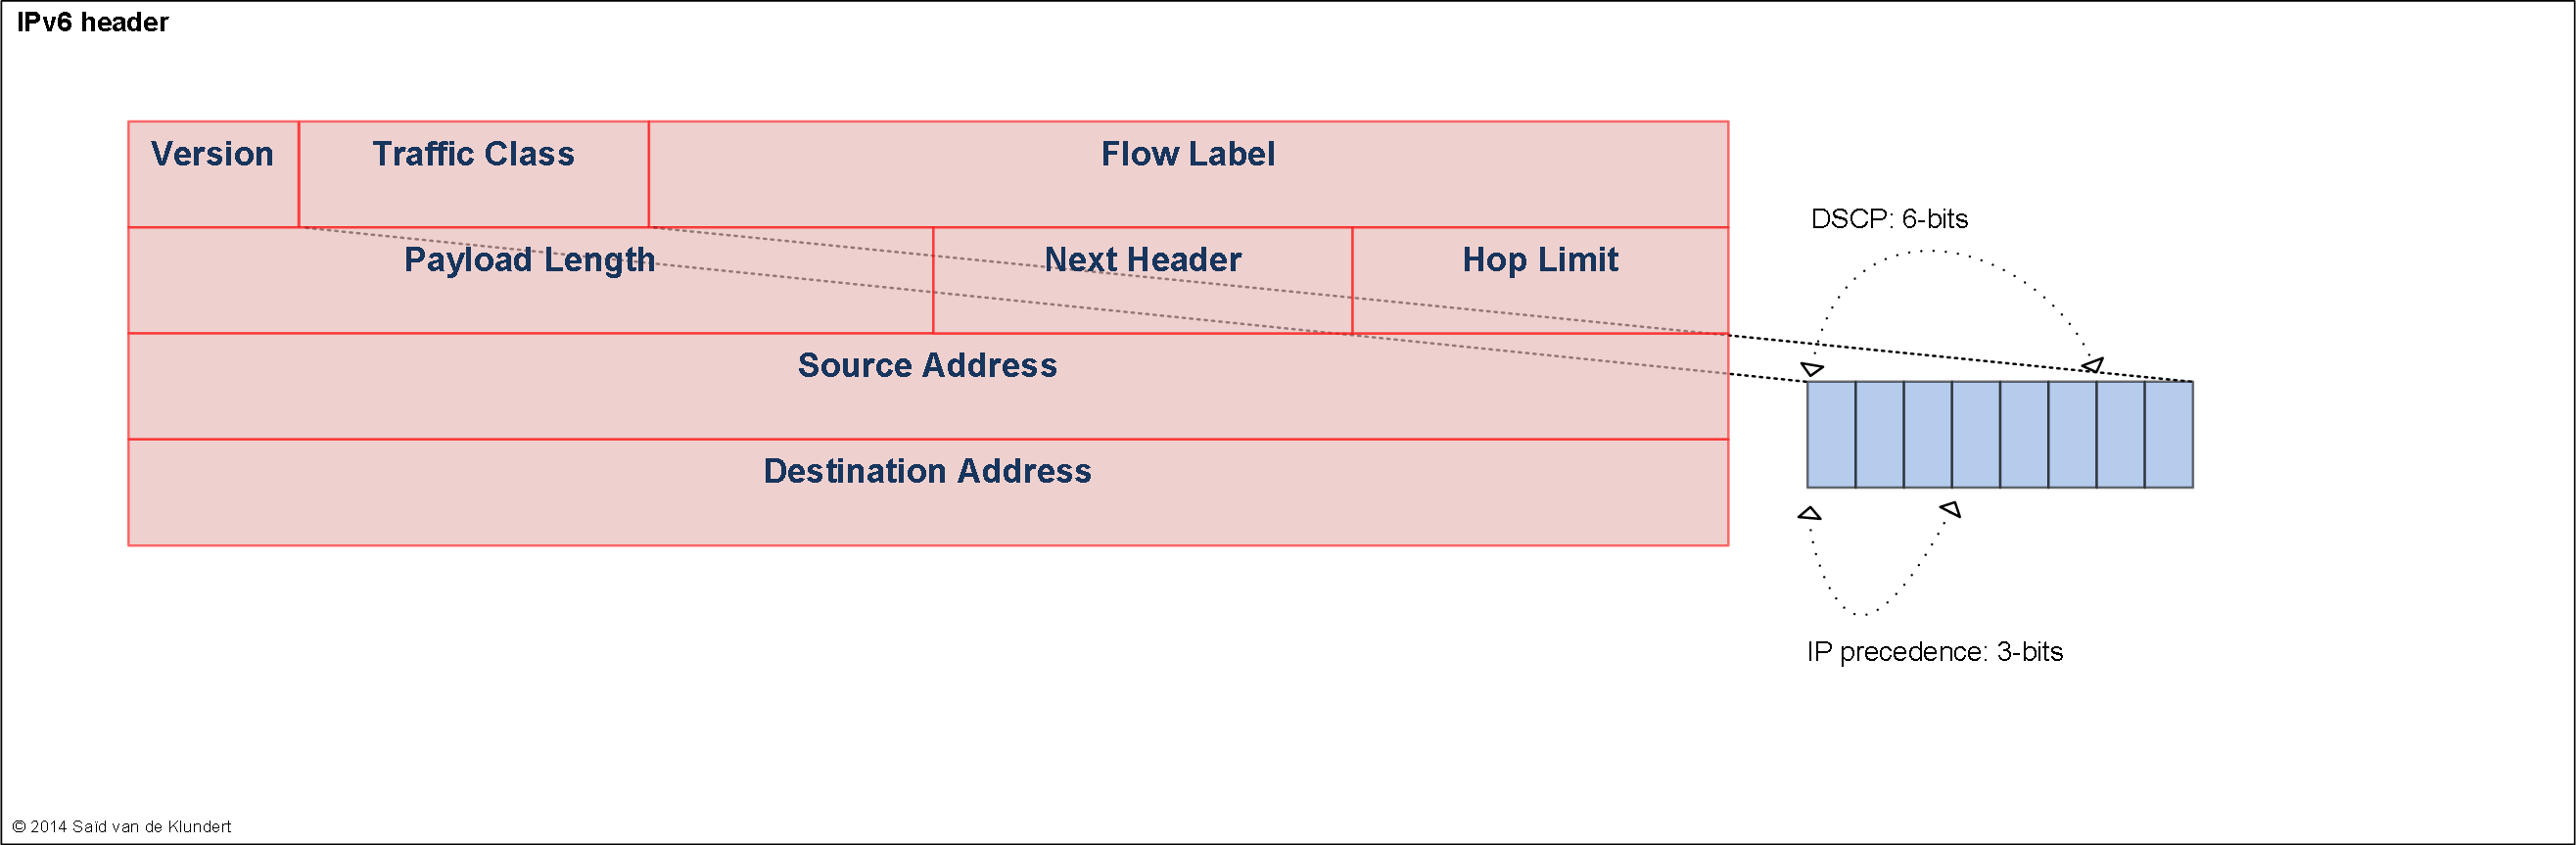 IPv6 header
Version
Traffic Class
Flow Label
Payload Length
Next Header
Hop Limit
Source Address
Destination Address
DSCP: 6-bits
IP precedence: 3-bits
© 2014 Saïd van de Klundert